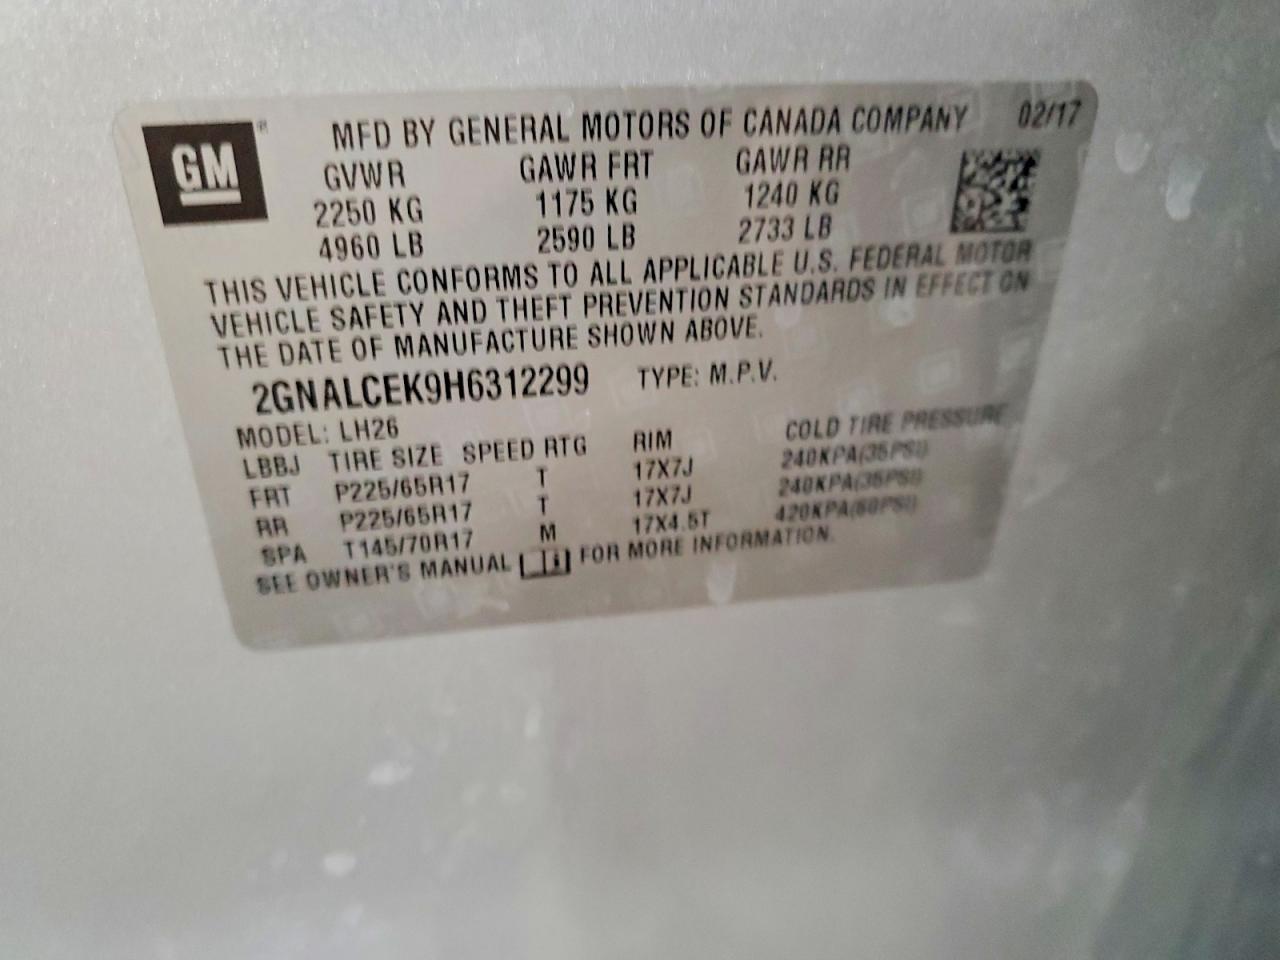 GM ® MFD BY GENERAL MOTORS OF CANADA COMPANY 02/17
GVWR GAWR FRT GAWR RR
2250 KG 1175 KG 1240 KG
4960 LB 2590 LB 2733 LB
THIS VEHICLE CONFORMS TO ALL APPLICABLE U.S. FEDERAL MOTOR
VEHICLE SAFETY AND THEFT PREVENTION STANDARDS IN EFFECT ON
THE DATE OF MANUFACTURE SHOWN ABOVE.
2GNALCEK9H6312299 TYPE: M.P.V.
MODEL: LH26
LBBJ TIRE SIZE SPEED RTG RIM COLD TIRE PRESSURE
FRT P225/65R17 T 17X7J 240KPA(35PSI)
RR P225/65R17 T 17X7J 240KPA(35PSI)
SPA T145/70R17 M 17X4.5T 420KPA(60PSI)
SEE OWNER'S MANUAL FOR MORE INFORMATION.